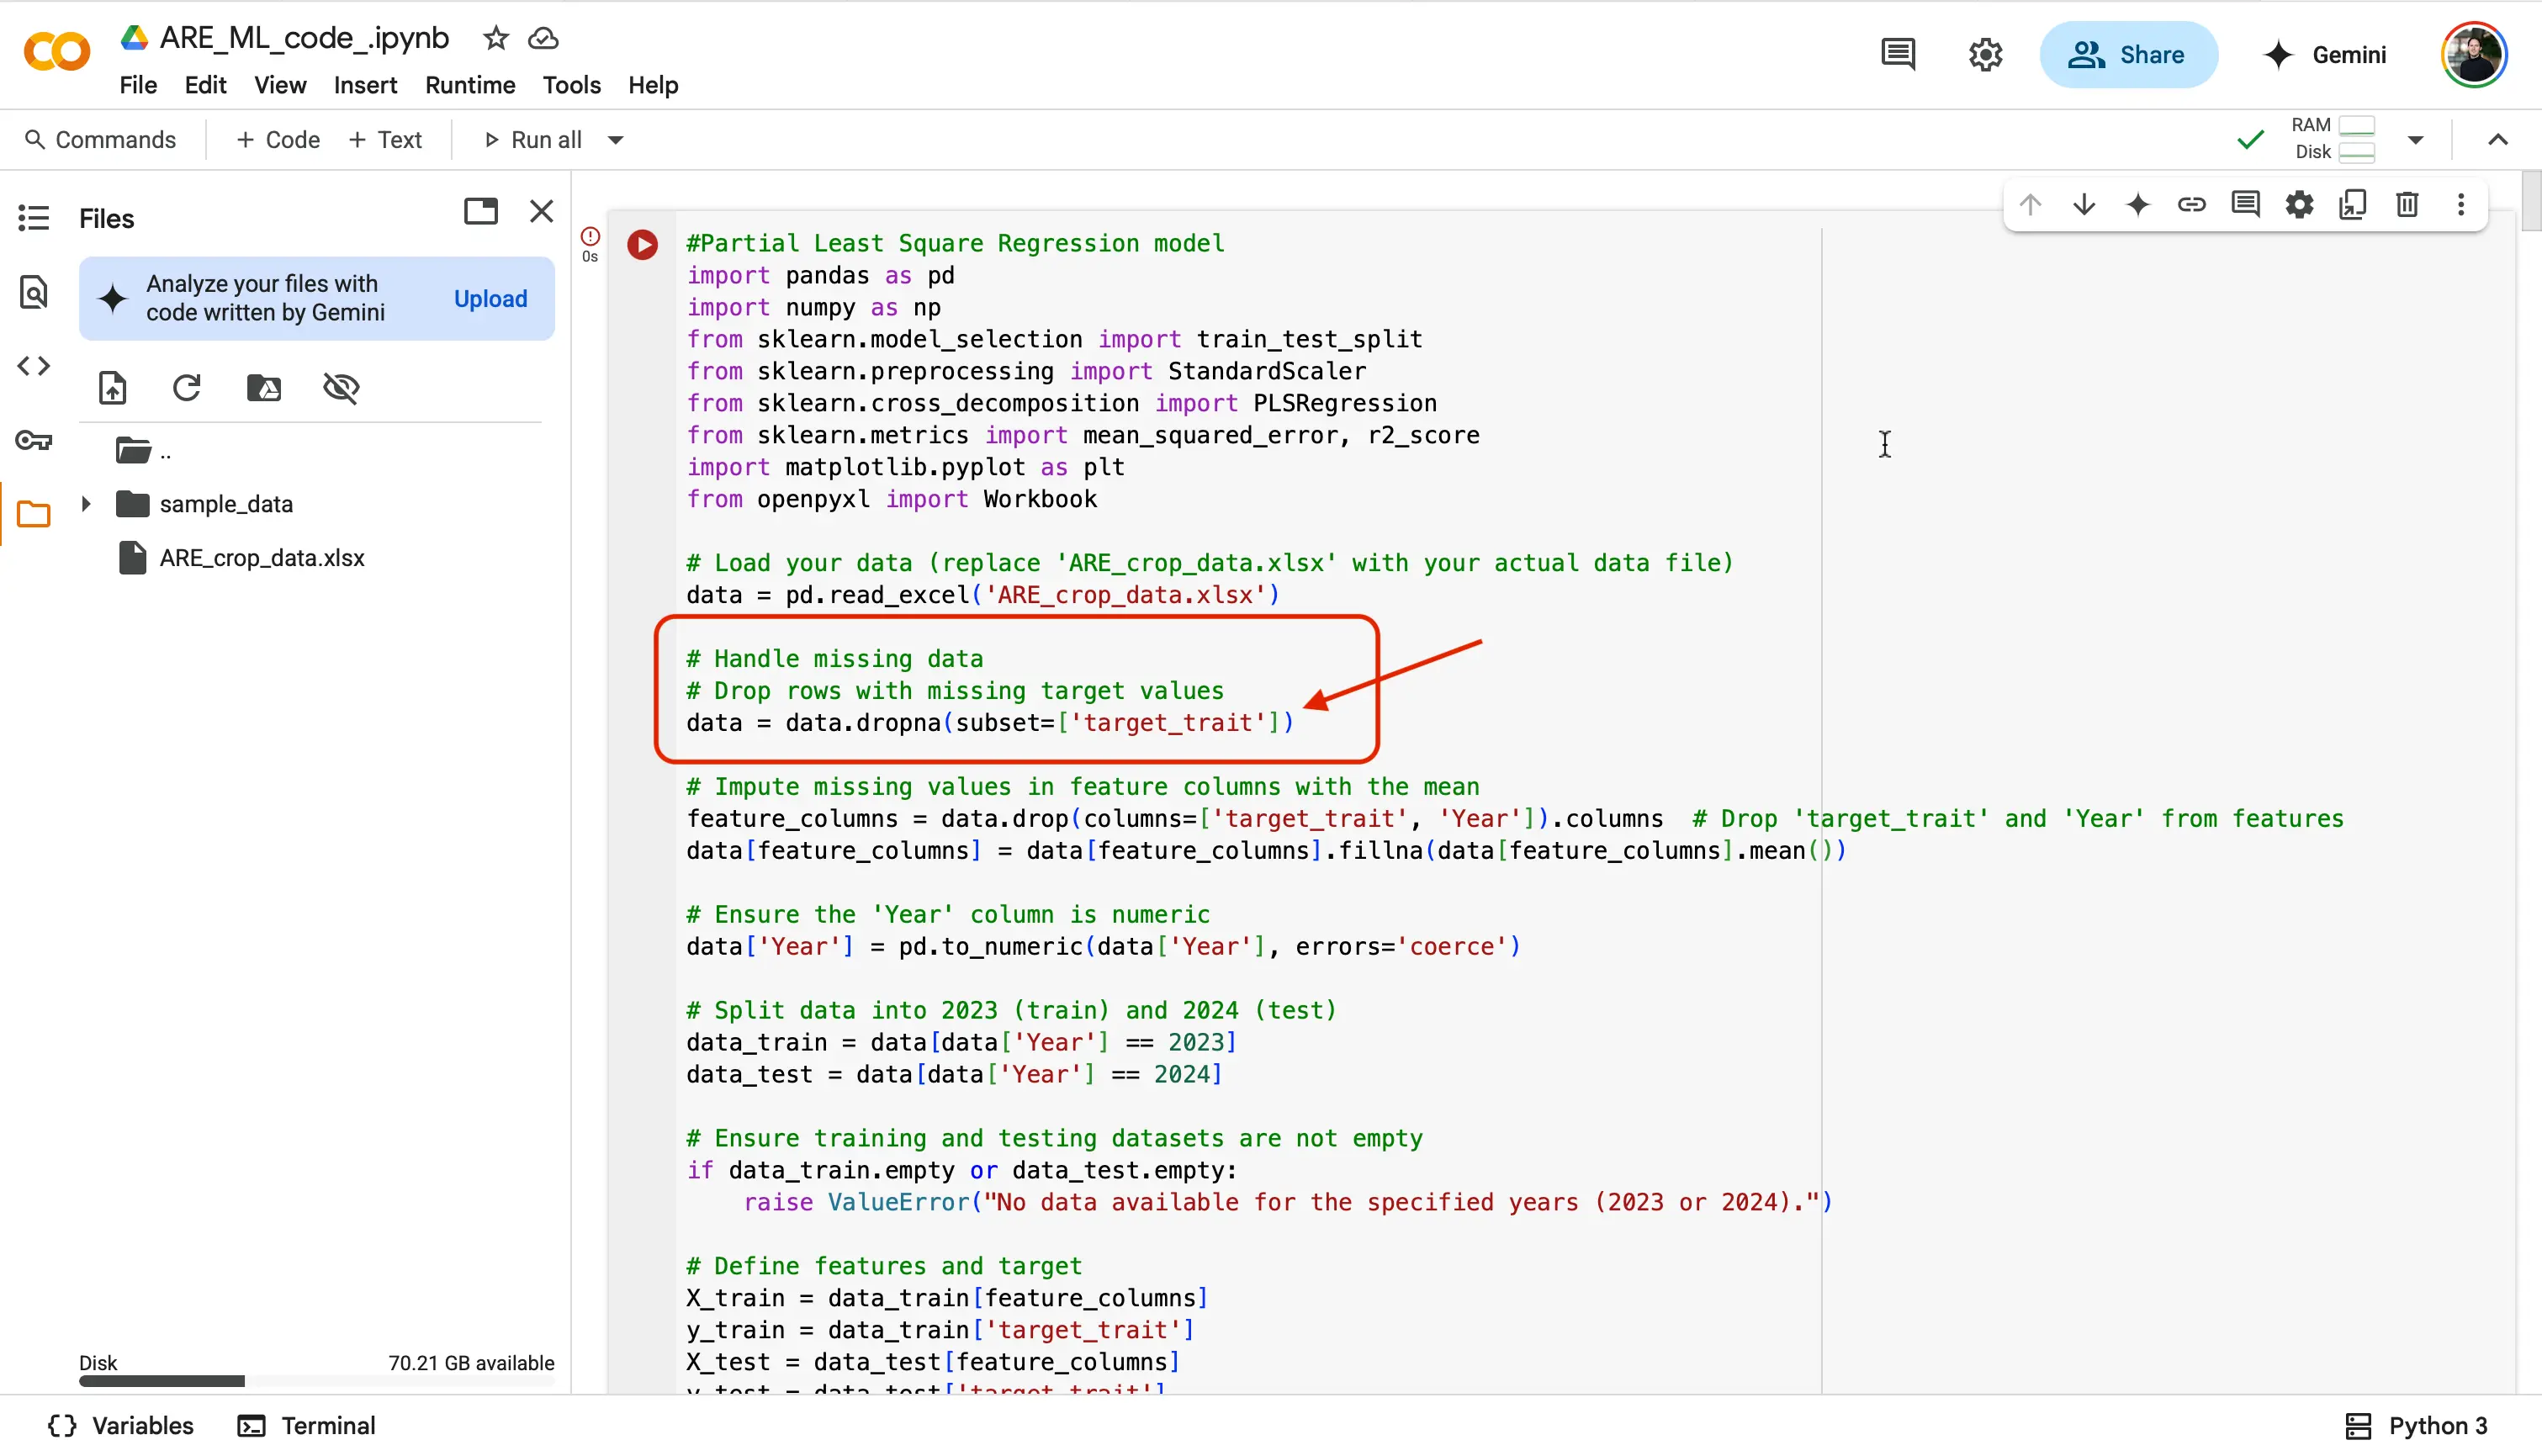 ARE_ML_code_.ipynb
File Edit View Insert Runtime Tools Help
Share
Gemini
Commands + Code + Text Run all
RAM
Disk
Files
Analyze your files with
code written by Gemini
Upload
..
sample_data
ARE_crop_data.xlsx
Disk 70.21 GB available
0s
#Partial Least Square Regression model
import pandas as pd
import numpy as np
from sklearn.model_selection import train_test_split
from sklearn.preprocessing import StandardScaler
from sklearn.cross_decomposition import PLSRegression
from sklearn.metrics import mean_squared_error, r2_score
import matplotlib.pyplot as plt
from openpyxl import Workbook
# Load your data (replace 'ARE_crop_data.xlsx' with your actual data file)
data = pd.read_excel('ARE_crop_data.xlsx')
# Handle missing data
# Drop rows with missing target values
data = data.dropna(subset=['target_trait'])
# Impute missing values in feature columns with the mean
feature_columns = data.drop(columns=['target_trait', 'Year']).columns  # Drop 'target_trait' and 'Year' from features
data[feature_columns] = data[feature_columns].fillna(data[feature_columns].mean())
# Ensure the 'Year' column is numeric
data['Year'] = pd.to_numeric(data['Year'], errors='coerce')
# Split data into 2023 (train) and 2024 (test)
data_train = data[data['Year'] == 2023]
data_test = data[data['Year'] == 2024]
# Ensure training and testing datasets are not empty
if data_train.empty or data_test.empty:
    raise ValueError("No data available for the specified years (2023 or 2024).")
# Define features and target
X_train = data_train[feature_columns]
y_train = data_train['target_trait']
X_test = data_test[feature_columns]
y_test = data_test['target_trait']
Variables Terminal
Python 3